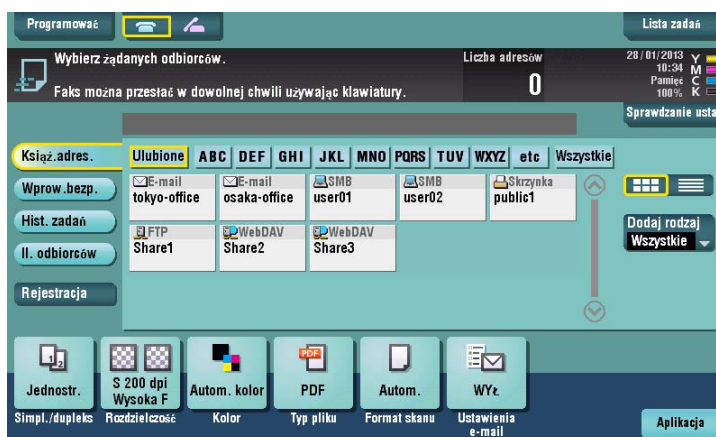 Programować
Lista zadań
Wybierz żądanych odbiorców.
Liczba adresów
0
Faks można przesłać w dowolnej chwili używając klawiatury.
28/01/2013
10:34
Pamięć
100%
Y
M
C
K
Sprawdzanie usta
Książ.adres.
Ulubione ABC DEF GHI JKL MNO PQRS TUV WXYZ etc Wszystkie
E-mail
tokyo-office
E-mail
osaka-office
SMB
user01
SMB
user02
Skrzynka
public1
Wprow.bezp.
Hist. zadań
FTP
Share1
WebDAV
Share2
WebDAV
Share3
Dodaj rodzaj
Wszystkie
Il. odbiorców
Rejestracja
1 2
Jednostr.
S 200 dpi
Wysoka F
Autom. kolor
PDF
PDF
Autom.
WYŁ.
Simpl./dupleks
Rozdzielczość
Kolor
Typ pliku
Format skanu
Ustawienia
e-mail
Aplikacja